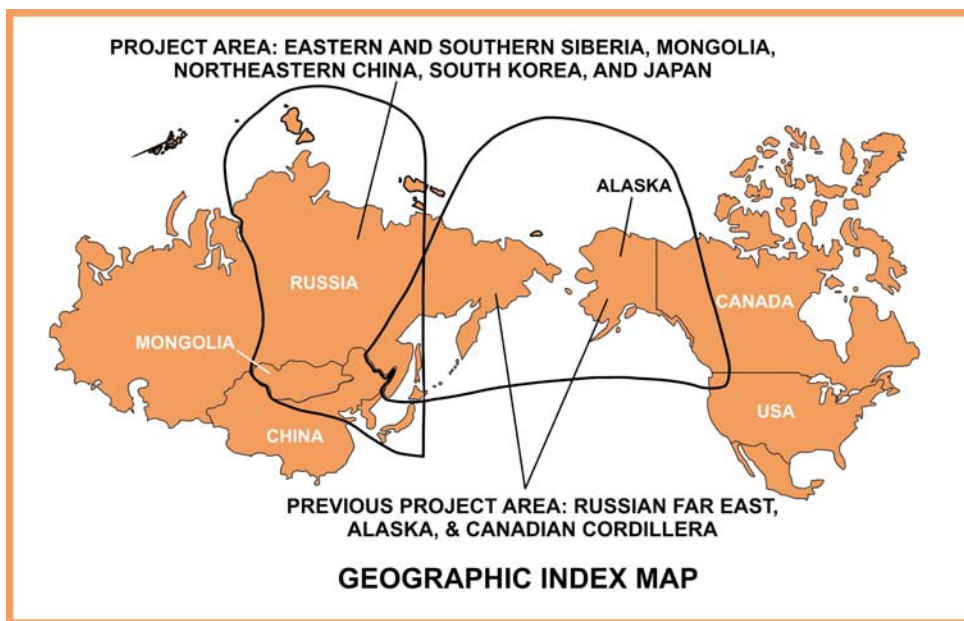 PROJECT AREA: EASTERN AND SOUTHERN SIBERIA, MONGOLIA,
NORTHEASTERN CHINA, SOUTH KOREA, AND JAPAN
ALASKA
RUSSIA
CANADA
MONGOLIA
USA
CHINA
PREVIOUS PROJECT AREA: RUSSIAN FAR EAST,
ALASKA, & CANADIAN CORDILLERA
GEOGRAPHIC INDEX MAP